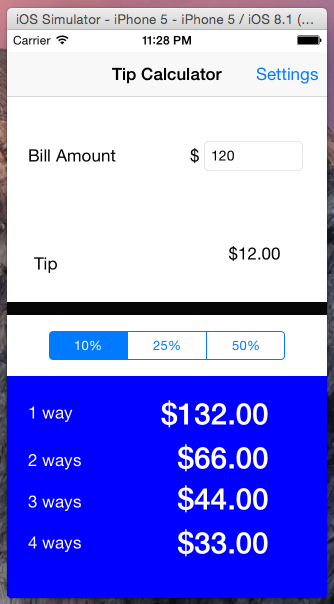 iOS Simulator - iPhone 5 - iPhone 5 / iOS 8.1 (...
Carrier 11:28 PM
Tip Calculator Settings
Bill Amount $ 120
Tip $12.00
10% 25% 50%
1 way $132.00
2 ways $66.00
3 ways $44.00
4 ways $33.00